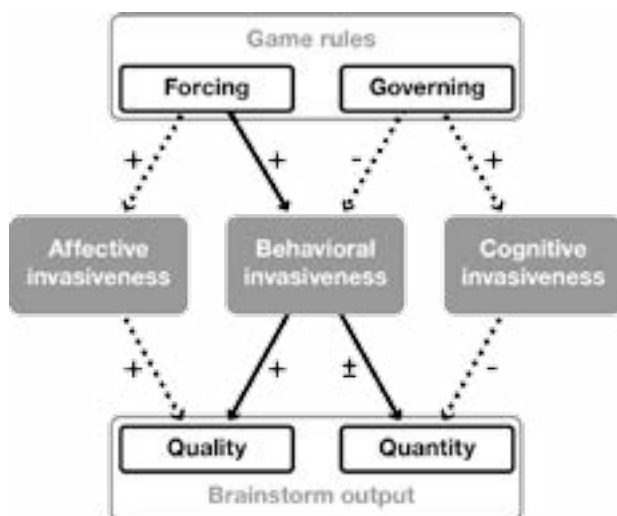 Game rules
Forcing
Governing
+
+
-
+
Affective
invasiveness
Behavioral
invasiveness
Cognitive
invasiveness
+
+
±
-
Quality
Quantity
Brainstorm output